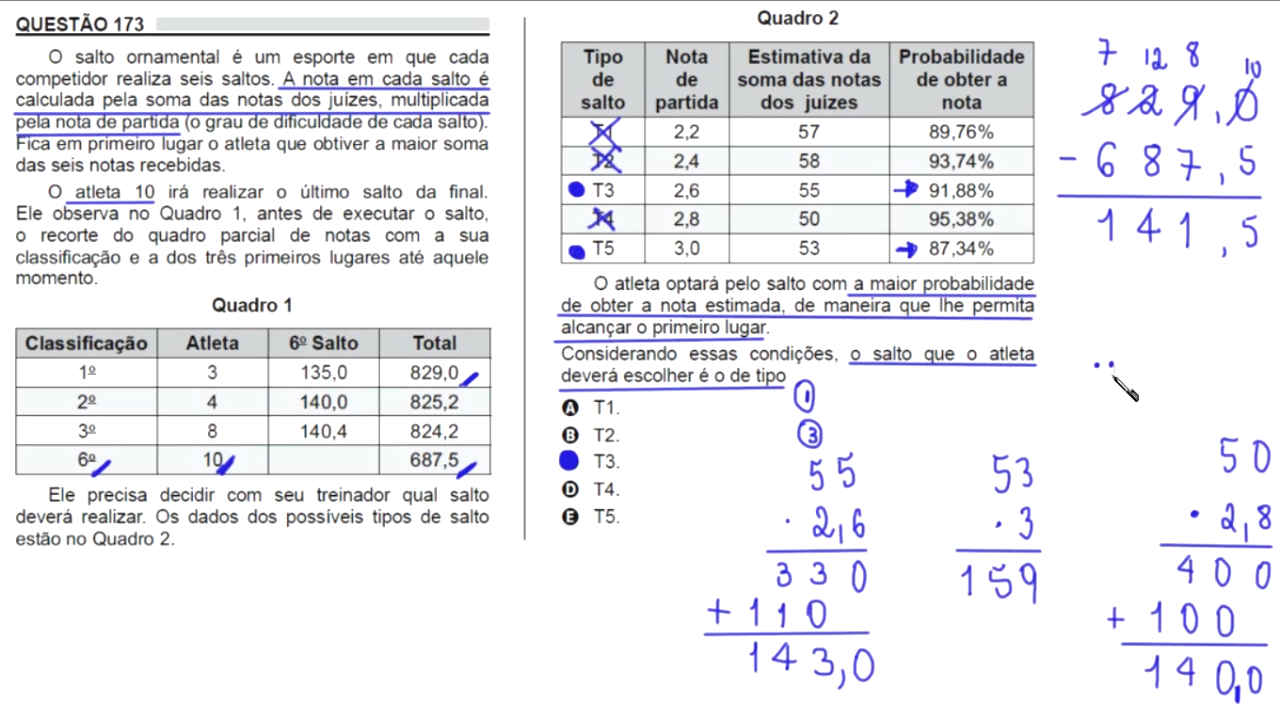 QUESTÃO 173
O salto ornamental é um esporte em que cada
competidor realiza seis saltos. A nota em cada salto é
calculada pela soma das notas dos juízes, multiplicada
pela nota de partida (o grau de dificuldade de cada salto).
Fica em primeiro lugar o atleta que obtiver a maior soma
das seis notas recebidas.
O atleta 10 irá realizar o último salto da final.
Ele observa no Quadro 1, antes de executar o salto,
o recorte do quadro parcial de notas com a sua
classificação e a dos três primeiros lugares até aquele
momento.
Quadro 1
Classificação Atleta 6º Salto Total
1º 3 135,0 829,0
2º 4 140,0 825,2
3º 8 140,4 824,2
6º 10 687,5
Ele precisa decidir com seu treinador qual salto
deverá realizar. Os dados dos possíveis tipos de salto
estão no Quadro 2.
Quadro 2
Tipo de salto Nota de partida Estimativa da soma das notas dos juízes Probabilidade de obter a nota
T1 2,2 57 89,76%
T2 2,4 58 93,74%
T3 2,6 55 91,88%
T4 2,8 50 95,38%
T5 3,0 53 87,34%
O atleta optará pelo salto com a maior probabilidade
de obter a nota estimada, de maneira que lhe permita
alcançar o primeiro lugar.
Considerando essas condições, o salto que o atleta
deverá escolher é o de tipo
A T1.
B T2.
T3.
D T4.
E T5.
1
3
55
. 2,6
330
+ 110
143,0
53
. 3
159
7 12 8 10
829,0
- 687,5
141,5
50
. 2,8
400
+ 100
140,0